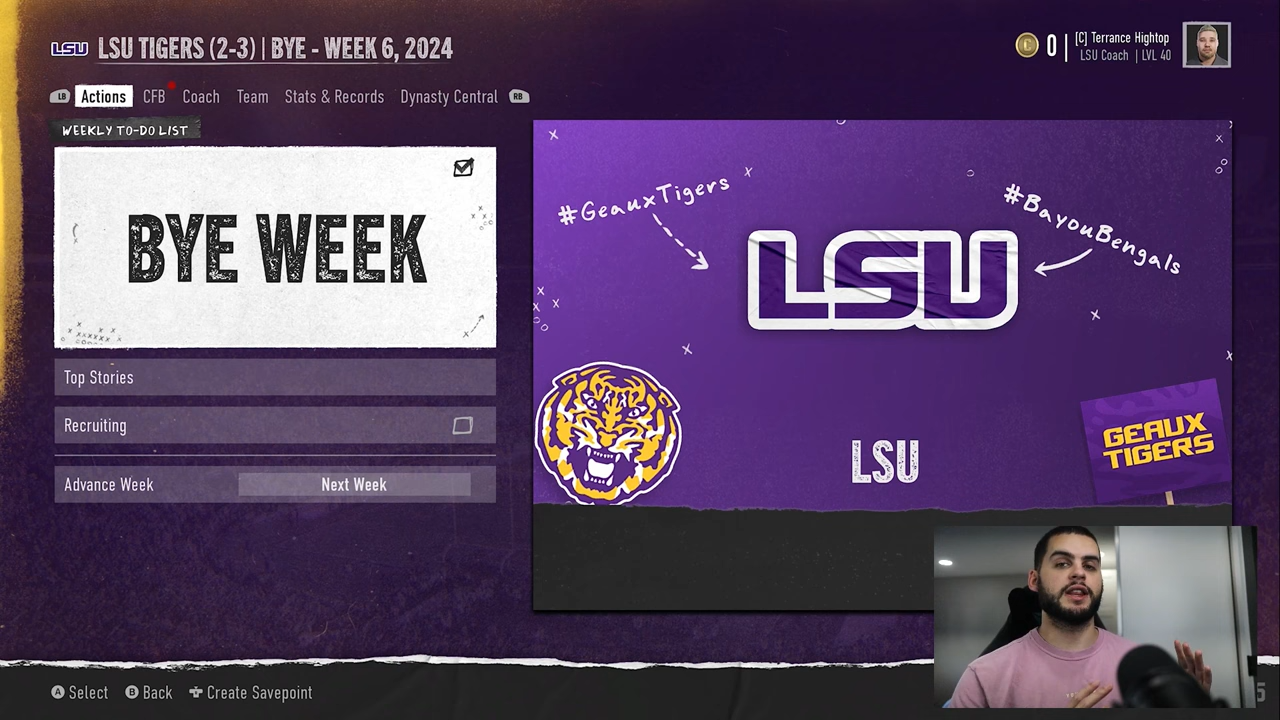 LSU LSU TIGERS (2-3) | BYE - WEEK 6, 2024
C 0 | [C] Terrance Hightop
LSU Coach | LVL 40
LB Actions CFB Coach Team Stats & Records Dynasty Central RB
WEEKLY TO-DO LIST
BYE WEEK
Top Stories
Recruiting
Advance Week Next Week
#GeauxTigers
#BayouBengals
LSU
LSU
GEAUX
TIGERS
A Select B Back Create Savepoint
5